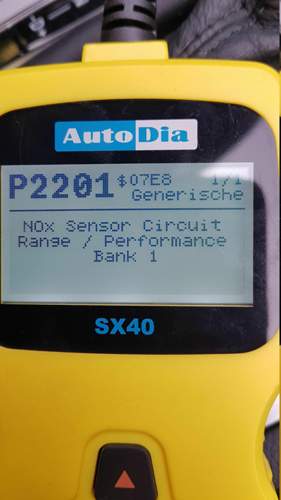 AutoDia
P2201 $07E8 1/1
Generische
NOx Sensor Circuit
Range / Performance
Bank 1
SX40